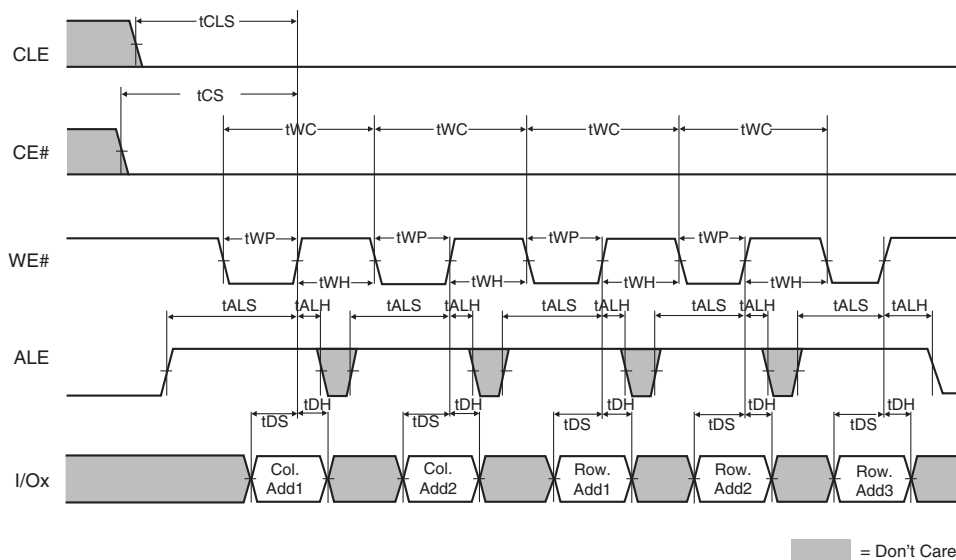 tCLS
CLE
tCS
tWC tWC tWC tWC
CE#
tWP tWP tWP tWP
WE#
tWH tWH tWH tWH
tALS tALH tALS tALH tALS tALH tALS tALH tALS tALH
ALE
tDH tDH tDH tDH tDH
tDS tDS tDS tDS tDS
I/Ox
Col. Add1
Col. Add2
Row. Add1
Row. Add2
Row. Add3
= Don't Care